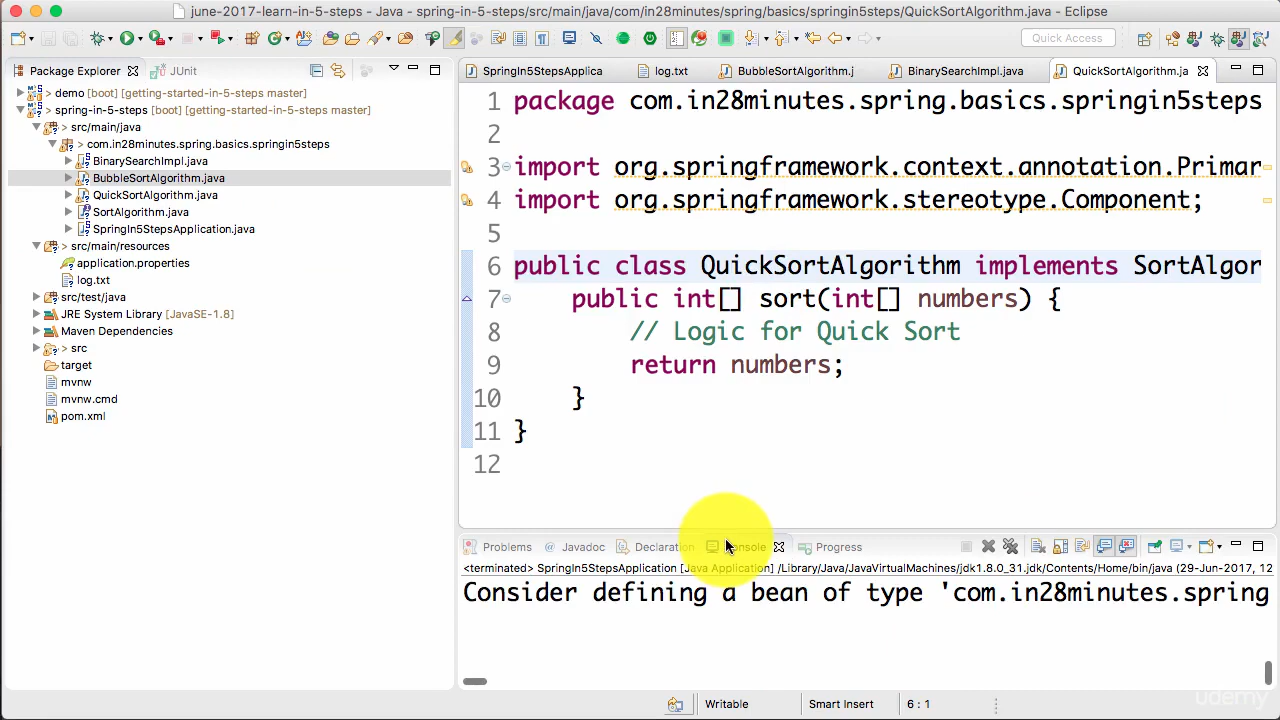 june-2017-learn-in-5-steps - Java - spring-in-5-steps/src/main/java/com/in28minutes/spring/basics/springin5steps/QuickSortAlgorithm.java - Eclipse
Quick Access
Package Explorer
JUnit
demo [boot] [getting-started-in-5-steps master]
spring-in-5-steps [boot] [getting-started-in-5-steps master]
> src/main/java
> com.in28minutes.spring.basics.springin5steps
BinarySearchImpl.java
BubbleSortAlgorithm.java
QuickSortAlgorithm.java
SortAlgorithm.java
SpringIn5StepsApplication.java
> src/main/resources
application.properties
log.txt
src/test/java
JRE System Library [JavaSE-1.8]
Maven Dependencies
> src
target
mvnw
mvnw.cmd
pom.xml
SpringIn5StepsApplica
log.txt
BubbleSortAlgorithm.j
BinarySearchImpl.java
QuickSortAlgorithm.ja
1 package com.in28minutes.spring.basics.springin5steps
2
3 import org.springframework.context.annotation.Primar
4 import org.springframework.stereotype.Component;
5
6 public class QuickSortAlgorithm implements SortAlgor
7 public int[] sort(int[] numbers) {
8 // Logic for Quick Sort
9 return numbers;
10 }
11 }
12
Problems
@ Javadoc
Declaration
Console
Progress
<terminated> SpringIn5StepsApplication [Java Application] /Library/Java/JavaVirtualMachines/jdk1.8.0_31.jdk/Contents/Home/bin/java (29-Jun-2017, 12
Consider defining a bean of type 'com.in28minutes.spring
Writable
Smart Insert
6 : 1
udemy